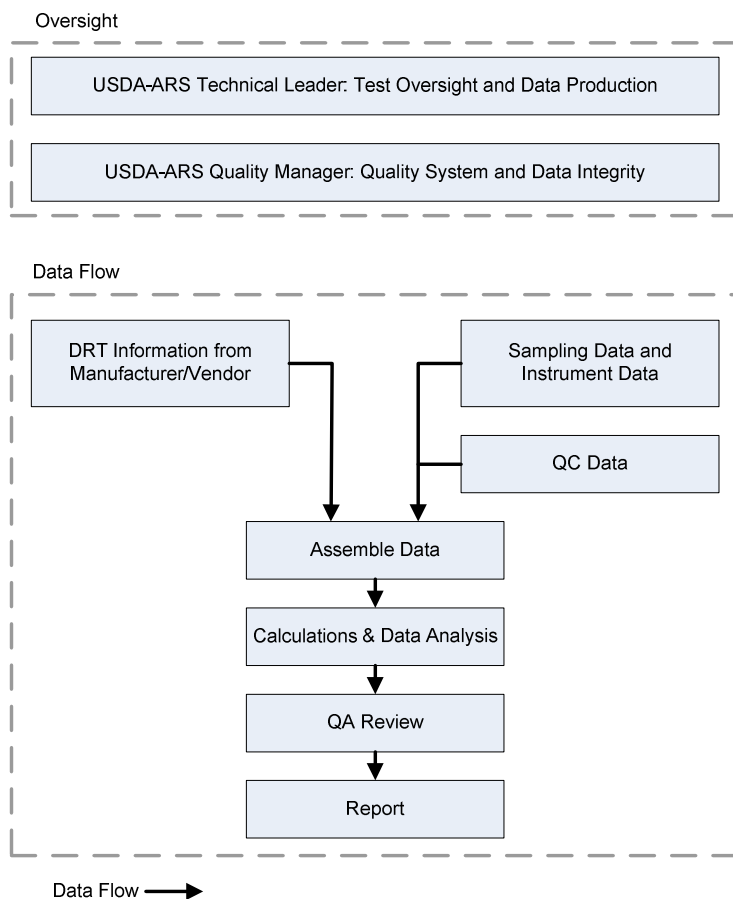 Oversight
USDA-ARS Technical Leader: Test Oversight and Data Production
USDA-ARS Quality Manager: Quality System and Data Integrity
Data Flow
DRT Information from
Manufacturer/Vendor
Sampling Data and
Instrument Data
QC Data
Assemble Data
Calculations & Data Analysis
QA Review
Report
Data Flow